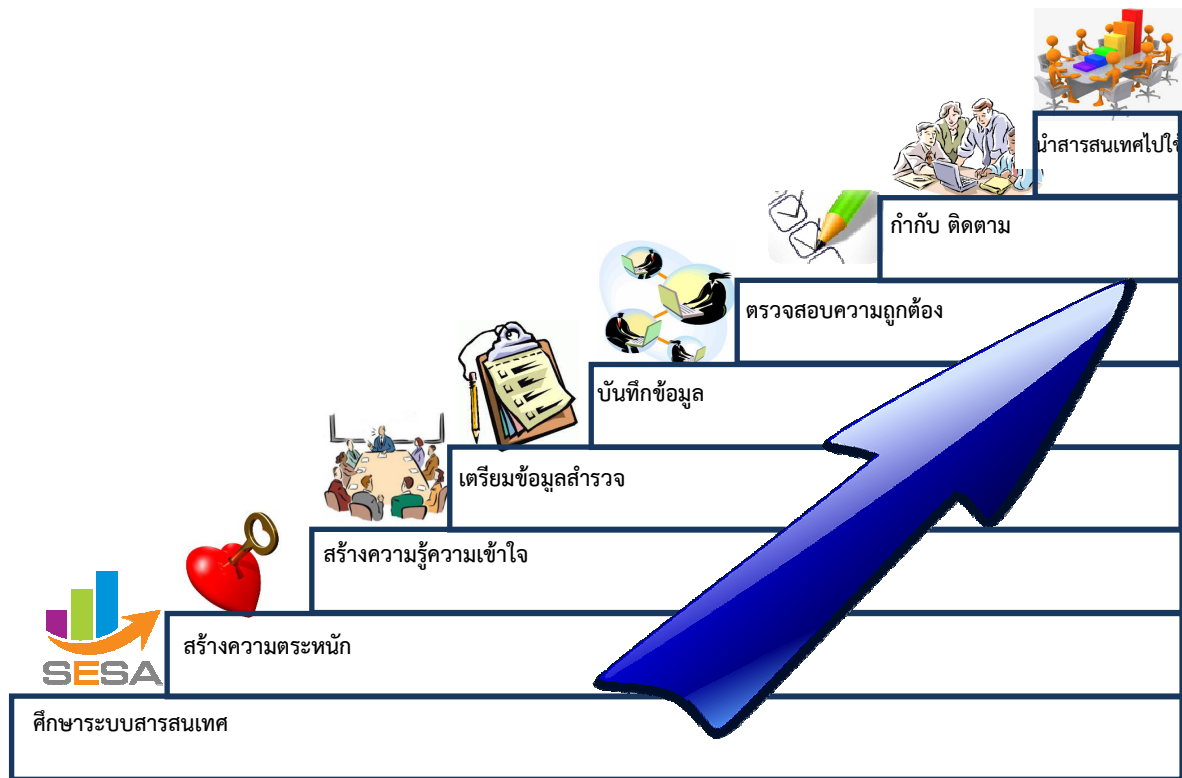 นำสารสนเทศไปใช้
กำกับ ติดตาม
ตรวจสอบความถูกต้อง
บันทึกข้อมูล
เตรียมข้อมูลสำรวจ
สร้างความรู้ความเข้าใจ
สร้างความตระหนัก
SESA
ศึกษาระบบสารสนเทศ